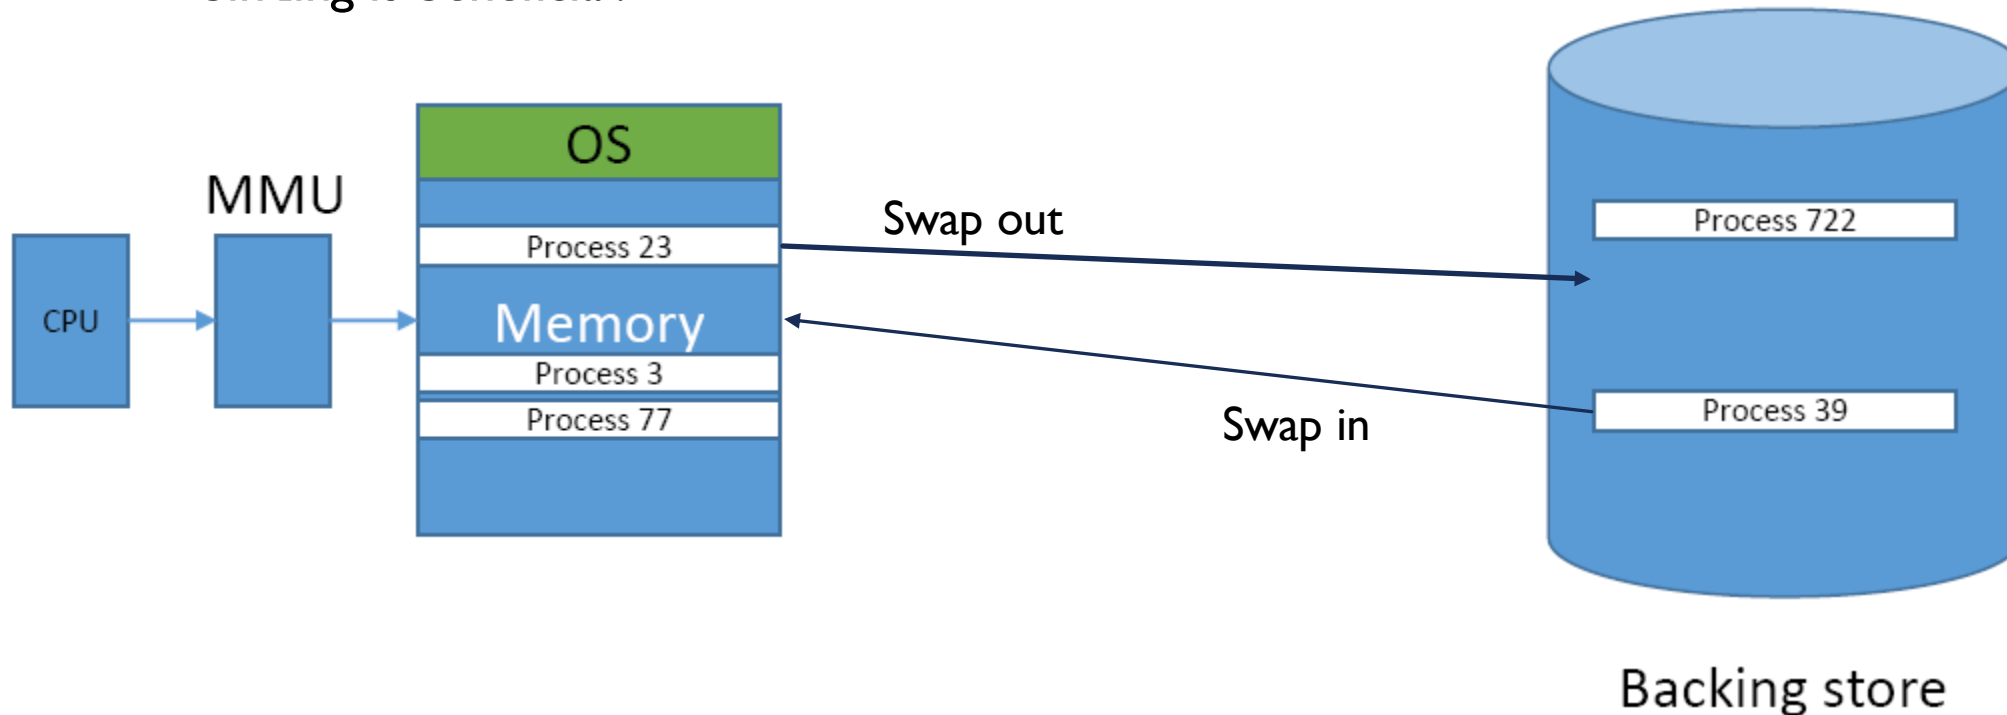 OS
MMU
Swap out
Process 722
Process 23
CPU
Memory
Process 3
Process 39
Process 77
Swap in
Backing store